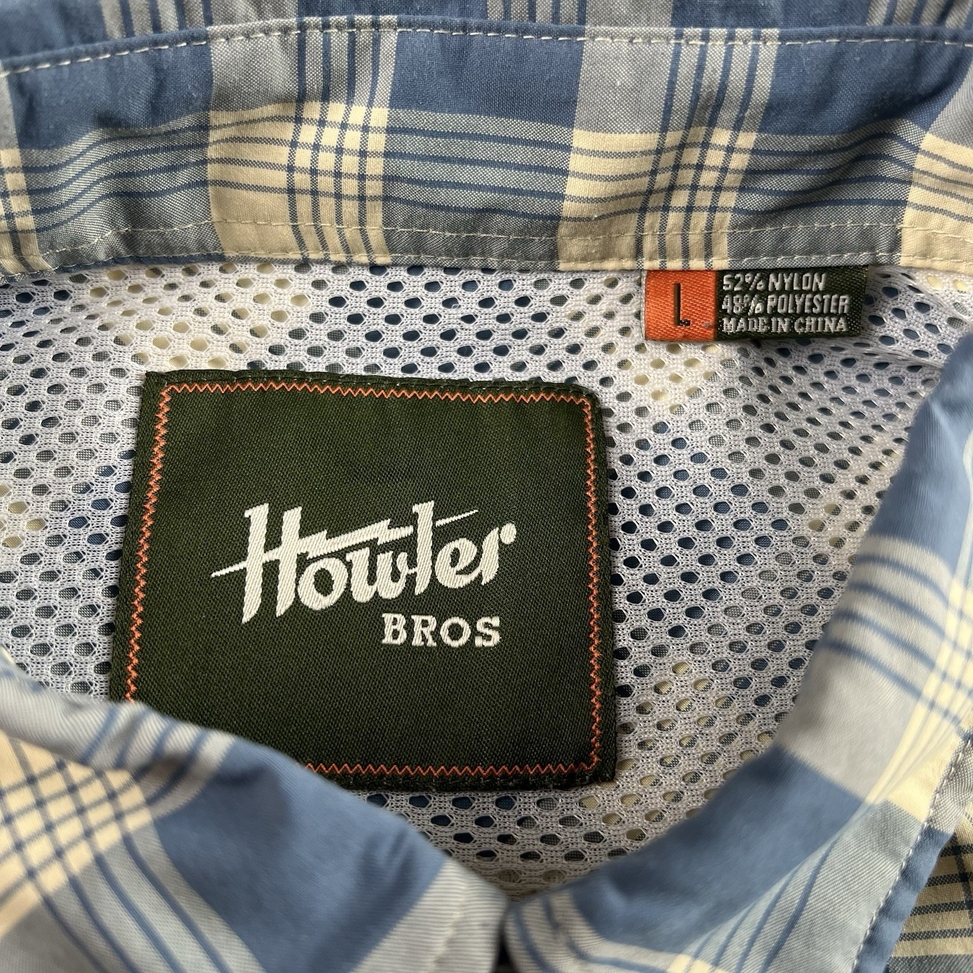 L
52% NYLON
48% POLYESTER
MADE IN CHINA
Howler
BROS